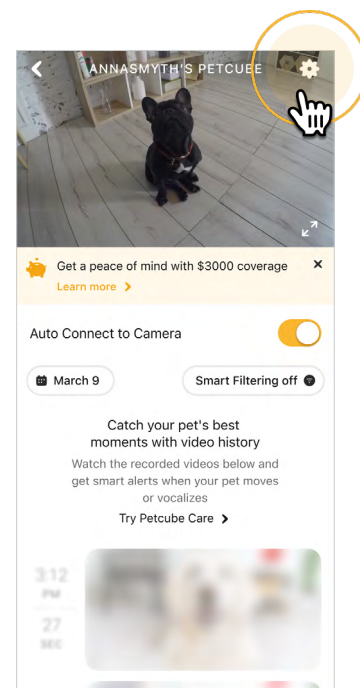 ANNASMYTH'S PETCUBE
Get a peace of mind with $3000 coverage
Learn more
Auto Connect to Camera
March 9
Smart Filtering off
Catch your pet's best
moments with video history
Watch the recorded videos below and
get smart alerts when your pet moves
or vocalizes
Try Petcube Care
3:12
PM
27
SEC